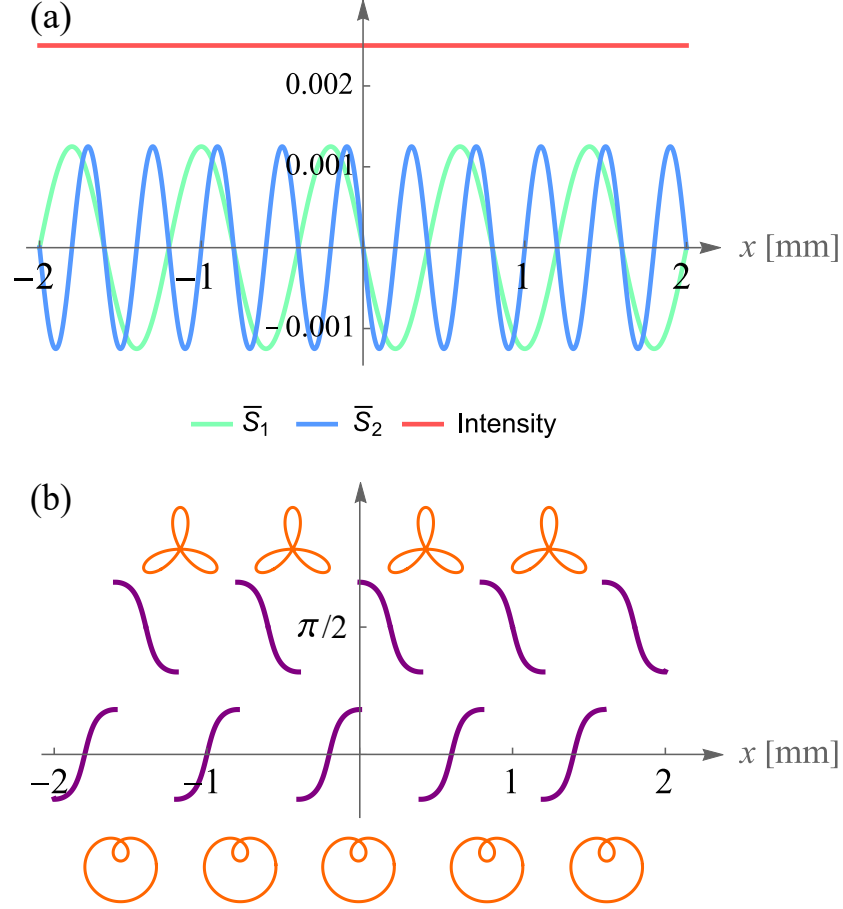 (a)
0.002
0.001
−2
−1
1
2
x [mm]
−0.001
S̅₁ S̅₂ Intensity
(b)
π/2
−2
−1
1
2
x [mm]